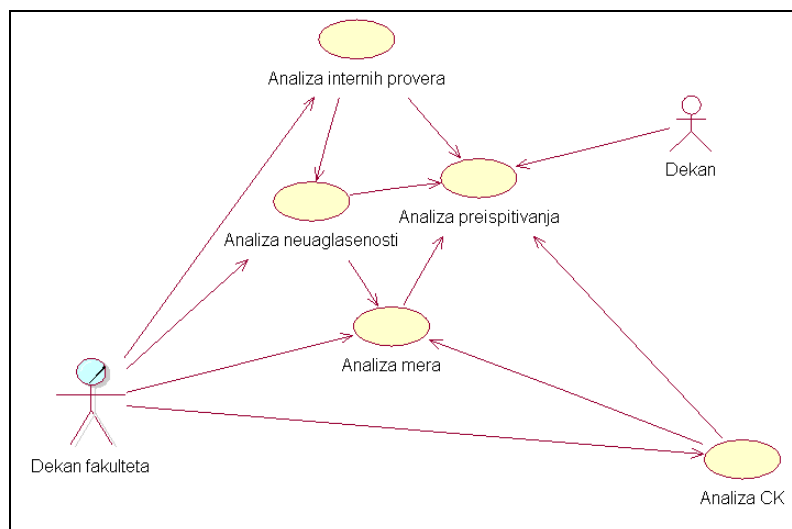 Analiza internih provera
Dekan
Analiza preispitivanja
Analiza neuaglasenosti
Analiza mera
Dekan fakulteta
Analiza CK